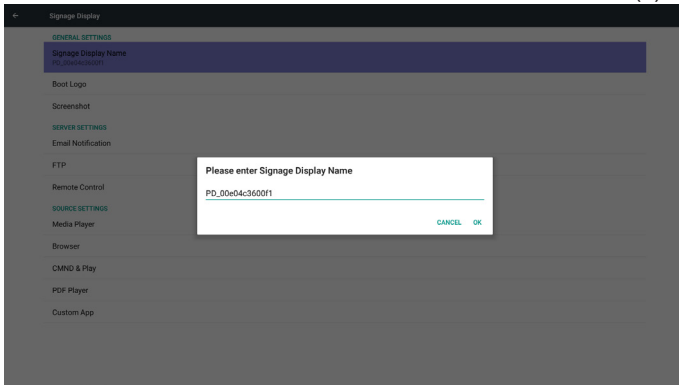 Signage Display
GENERAL SETTINGS
Signage Display Name
PD_00e04c3600f1
Boot Logo
Screenshot
SERVER SETTINGS
Email Notification
FTP
Remote Control
SOURCE SETTINGS
Media Player
Browser
CMND & Play
PDF Player
Custom App
Please enter Signage Display Name
PD_00e04c3600f1
CANCEL OK